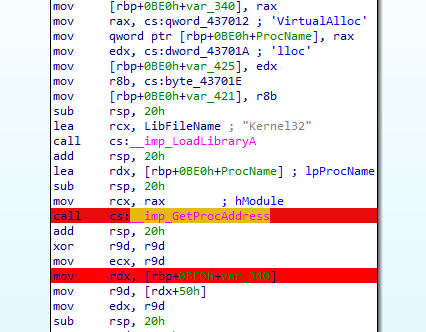 mov [rbp+0BE0h+var_340], rax
mov rax, cs:qword_437012 ; 'VirtualAlloc'
mov qword ptr [rbp+0BE0h+ProcName], rax
mov edx, cs:dword_43701A ; 'lloc'
mov [rbp+0BE0h+var_425], edx
mov r8b, cs:byte_43701E
mov [rbp+0BE0h+var_421], r8b
sub rsp, 20h
lea rcx, LibFileName ; "Kernel32"
call cs:__imp_LoadLibraryA
add rsp, 20h
lea rdx, [rbp+0BE0h+ProcName] ; lpProcName
sub rsp, 20h
mov rcx, rax ; hModule
call cs:__imp_GetProcAddress
add rsp, 20h
xor r9d, r9d
mov ecx, r9d
mov rdx, [rbp+0BE0h+var_340]
mov r9d, [rdx+50h]
mov edx, r9d
sub rsp, 20h